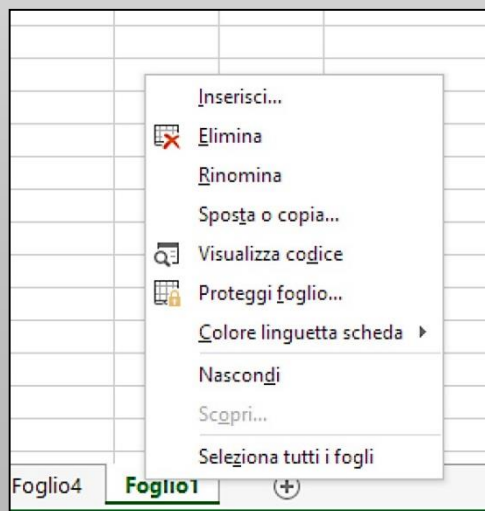 Inserisci...
Elimina
Rinomina
Sposta o copia...
Visualizza codice
Proteggi foglio...
Colore linguetta scheda
Nascondi
Scopri...
Seleziona tutti i fogli
Foglio4 Foglio1